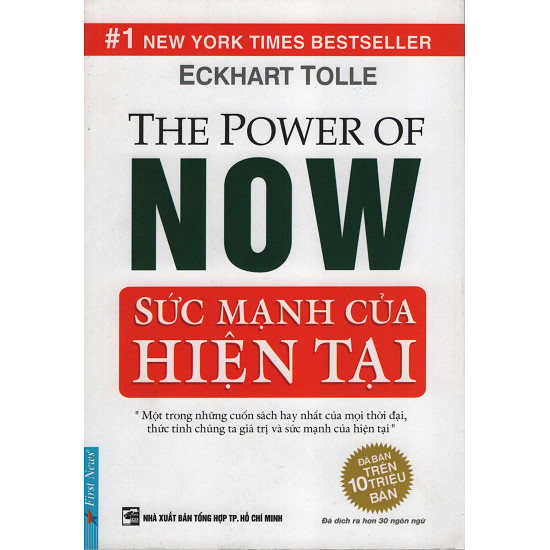 #1 NEW YORK TIMES BESTSELLER
ECKHART TOLLE
THE POWER OF
NOW
SỨC MẠNH CỦA
HIỆN TẠI
" Một trong những cuốn sách hay nhất của mọi thời đại,
thức tỉnh chúng ta giá trị và sức mạnh của hiện tại "
ĐÃ BÁN
TRÊN
10 TRIỆU
BẢN
First News
NHÀ XUẤT BẢN TỔNG HỢP TP. HỒ CHÍ MINH
Đã dịch ra hơn 30 ngôn ngữ